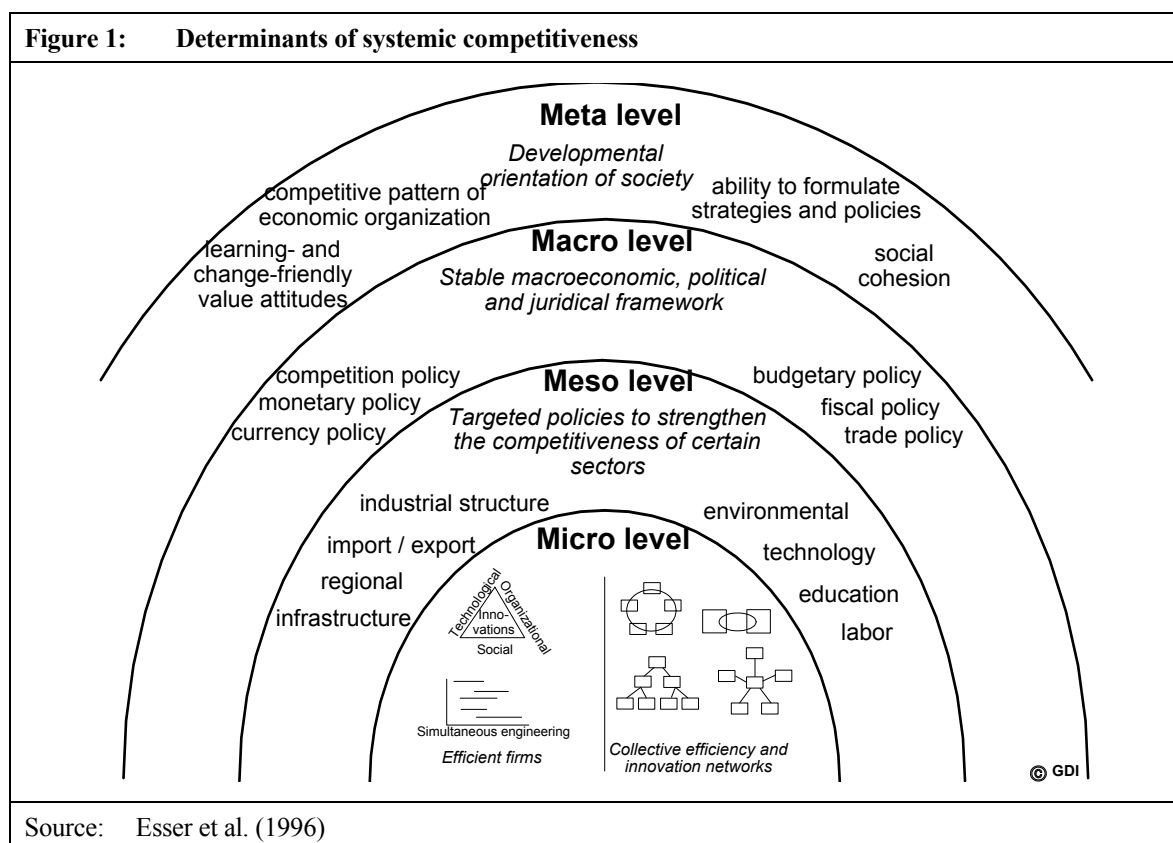 Figure 1: Determinants of systemic competitiveness
Meta level
Developmental
orientation of society
competitive pattern of
economic organization
ability to formulate
strategies and policies
learning- and
change-friendly
value attitudes
social
cohesion
Macro level
Stable macroeconomic, political
and juridical framework
competition policy
monetary policy
currency policy
budgetary policy
fiscal policy
trade policy
Meso level
Targeted policies to strengthen
the competitiveness of certain
sectors
industrial structure
import / export
regional
infrastructure
environmental
technology
education
labor
Micro level
Technological
Organizational
Inno-
vations
Social
Simultaneous engineering
Efficient firms
Collective efficiency and
innovation networks
© GDI
Source: Esser et al. (1996)